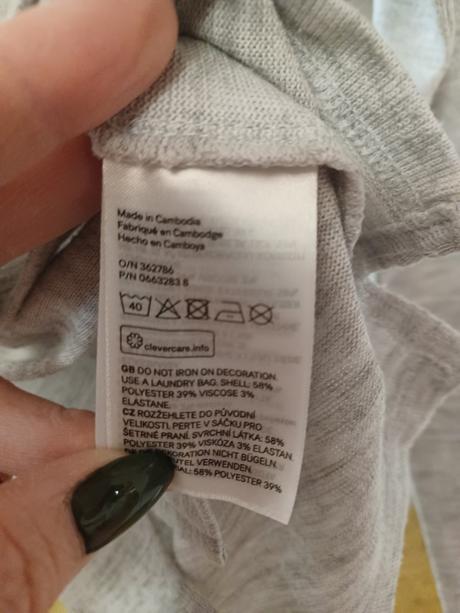 Made in Cambodia
Fabriqué en Cambodge
Hecho en Camboya
O/N 362786
P/N 0663283 8
40
clevercare.info
GB DO NOT IRON ON DECORATION.
USE A LAUNDRY BAG. SHELL: 58%
POLYESTER 39% VISCOSE 3%
ELASTANE.
CZ ROZŽEHLETE DO PŮVODNÍ
VELIKOSTI. PERTE V SÁČKU PRO
ŠETRNÉ PRANÍ. SVRCHNÍ LÁTKA: 58%
POLYESTER 39% VISKÓZA 3% ELASTAN.
NICHT BÜGELN.
VERWENDEN.
58% POLYESTER 39%